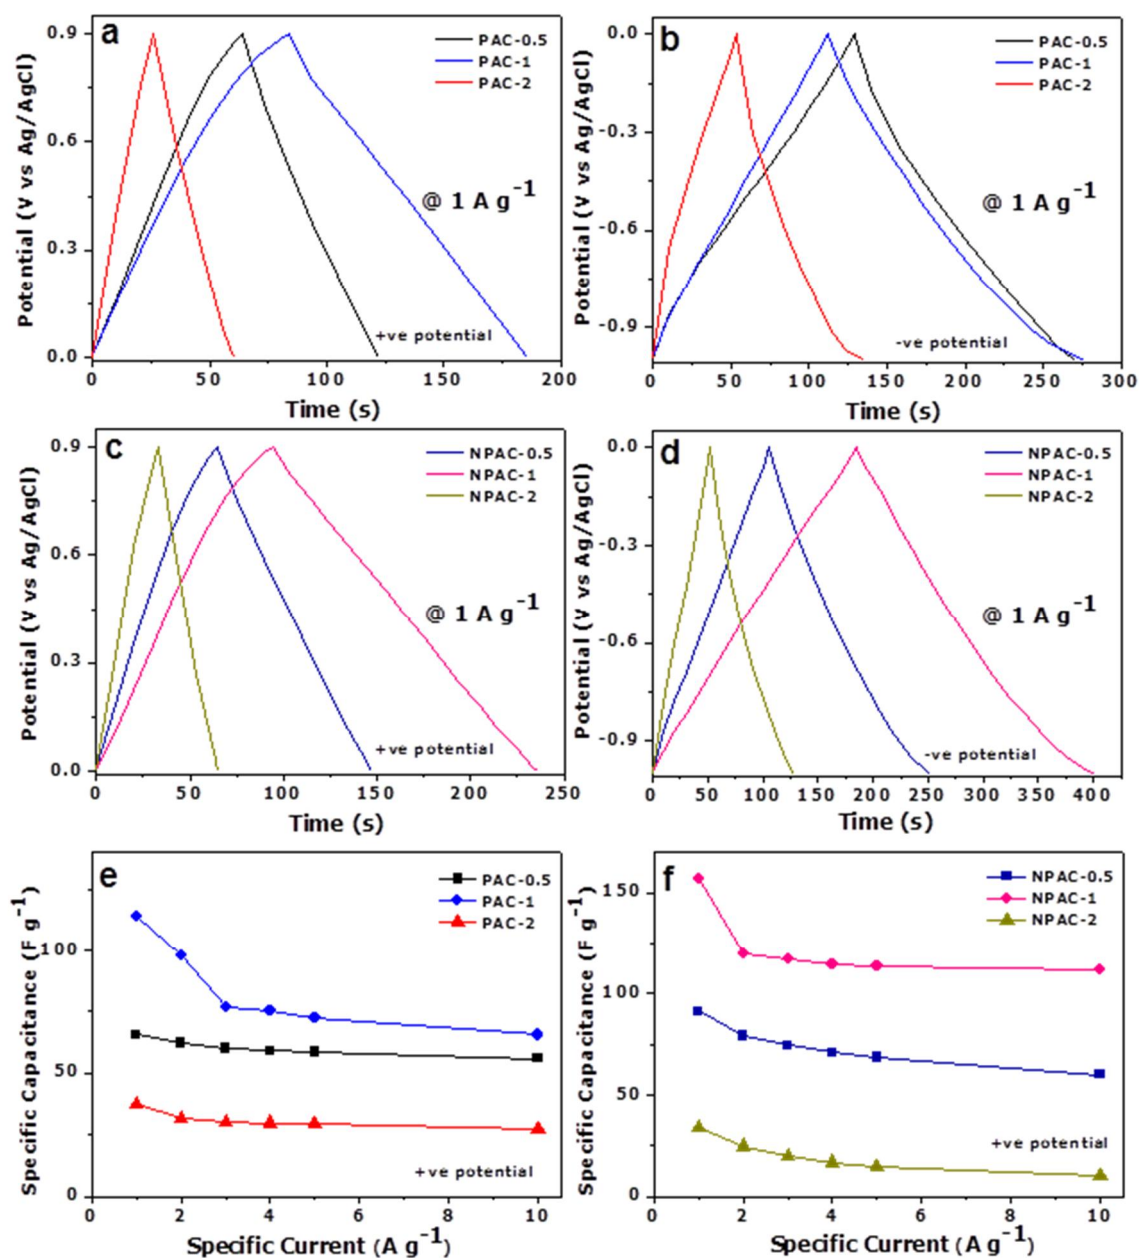 a
PAC-0.5
PAC-1
PAC-2
@ 1 A g⁻¹
+ve potential
0.9
0.6
0.3
0.0
Potential (V vs Ag/AgCl)
0 50 100 150 200
Time (s)
b
PAC-0.5
PAC-1
PAC-2
@ 1 A g⁻¹
-ve potential
0.0
-0.3
-0.6
-0.9
Potential (V vs Ag/AgCl)
0 50 100 150 200 250 300
Time (s)
c
NPAC-0.5
NPAC-1
NPAC-2
@ 1 A g⁻¹
+ve potential
0.9
0.6
0.3
0.0
Potential (V vs Ag/AgCl)
0 50 100 150 200 250
Time (s)
d
NPAC-0.5
NPAC-1
NPAC-2
@ 1 A g⁻¹
-ve potential
0.0
-0.3
-0.6
-0.9
Potential (V vs Ag/AgCl)
0 50 100 150 200 250 300 350 400
Time (s)
e
PAC-0.5
PAC-1
PAC-2
+ve potential
100
50
0
Specific Capacitance (F g⁻¹)
0 2 4 6 8 10
Specific Current (A g⁻¹)
f
NPAC-0.5
NPAC-1
NPAC-2
+ve potential
150
100
50
0
Specific Capacitance (F g⁻¹)
0 2 4 6 8 10
Specific Current (A g⁻¹)